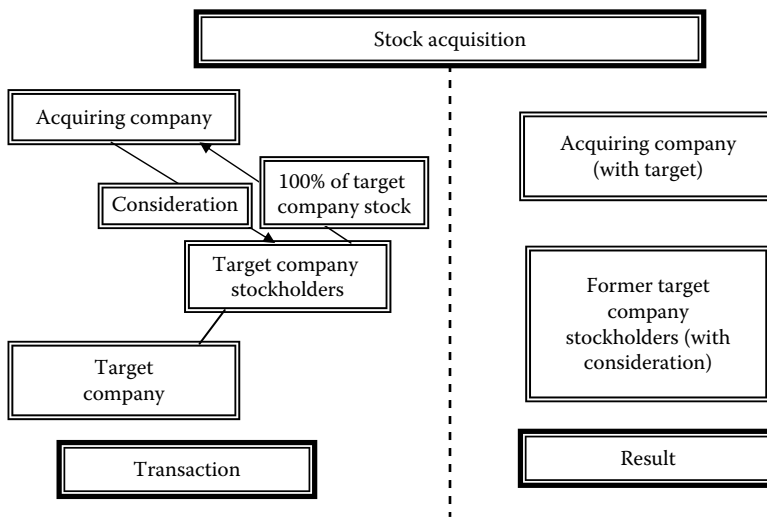 Stock acquisition
Acquiring company
Consideration
100% of target
company stock
Target company
stockholders
Target
company
Transaction
Acquiring company
(with target)
Former target
company
stockholders (with
consideration)
Result